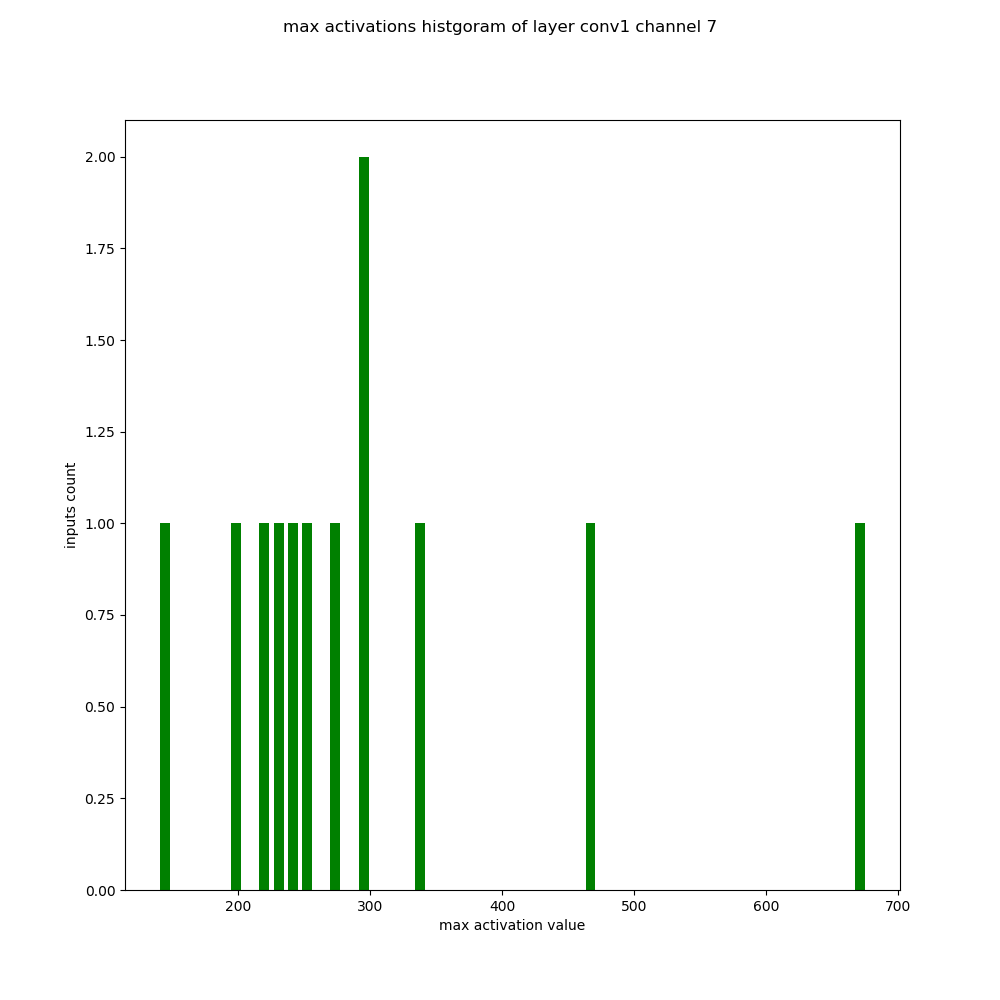 max activations histgoram of layer conv1 channel 7
2.00
1.75
1.50
1.25
1.00
0.75
0.50
0.25
0.00
inputs count
200 300 400 500 600 700
max activation value